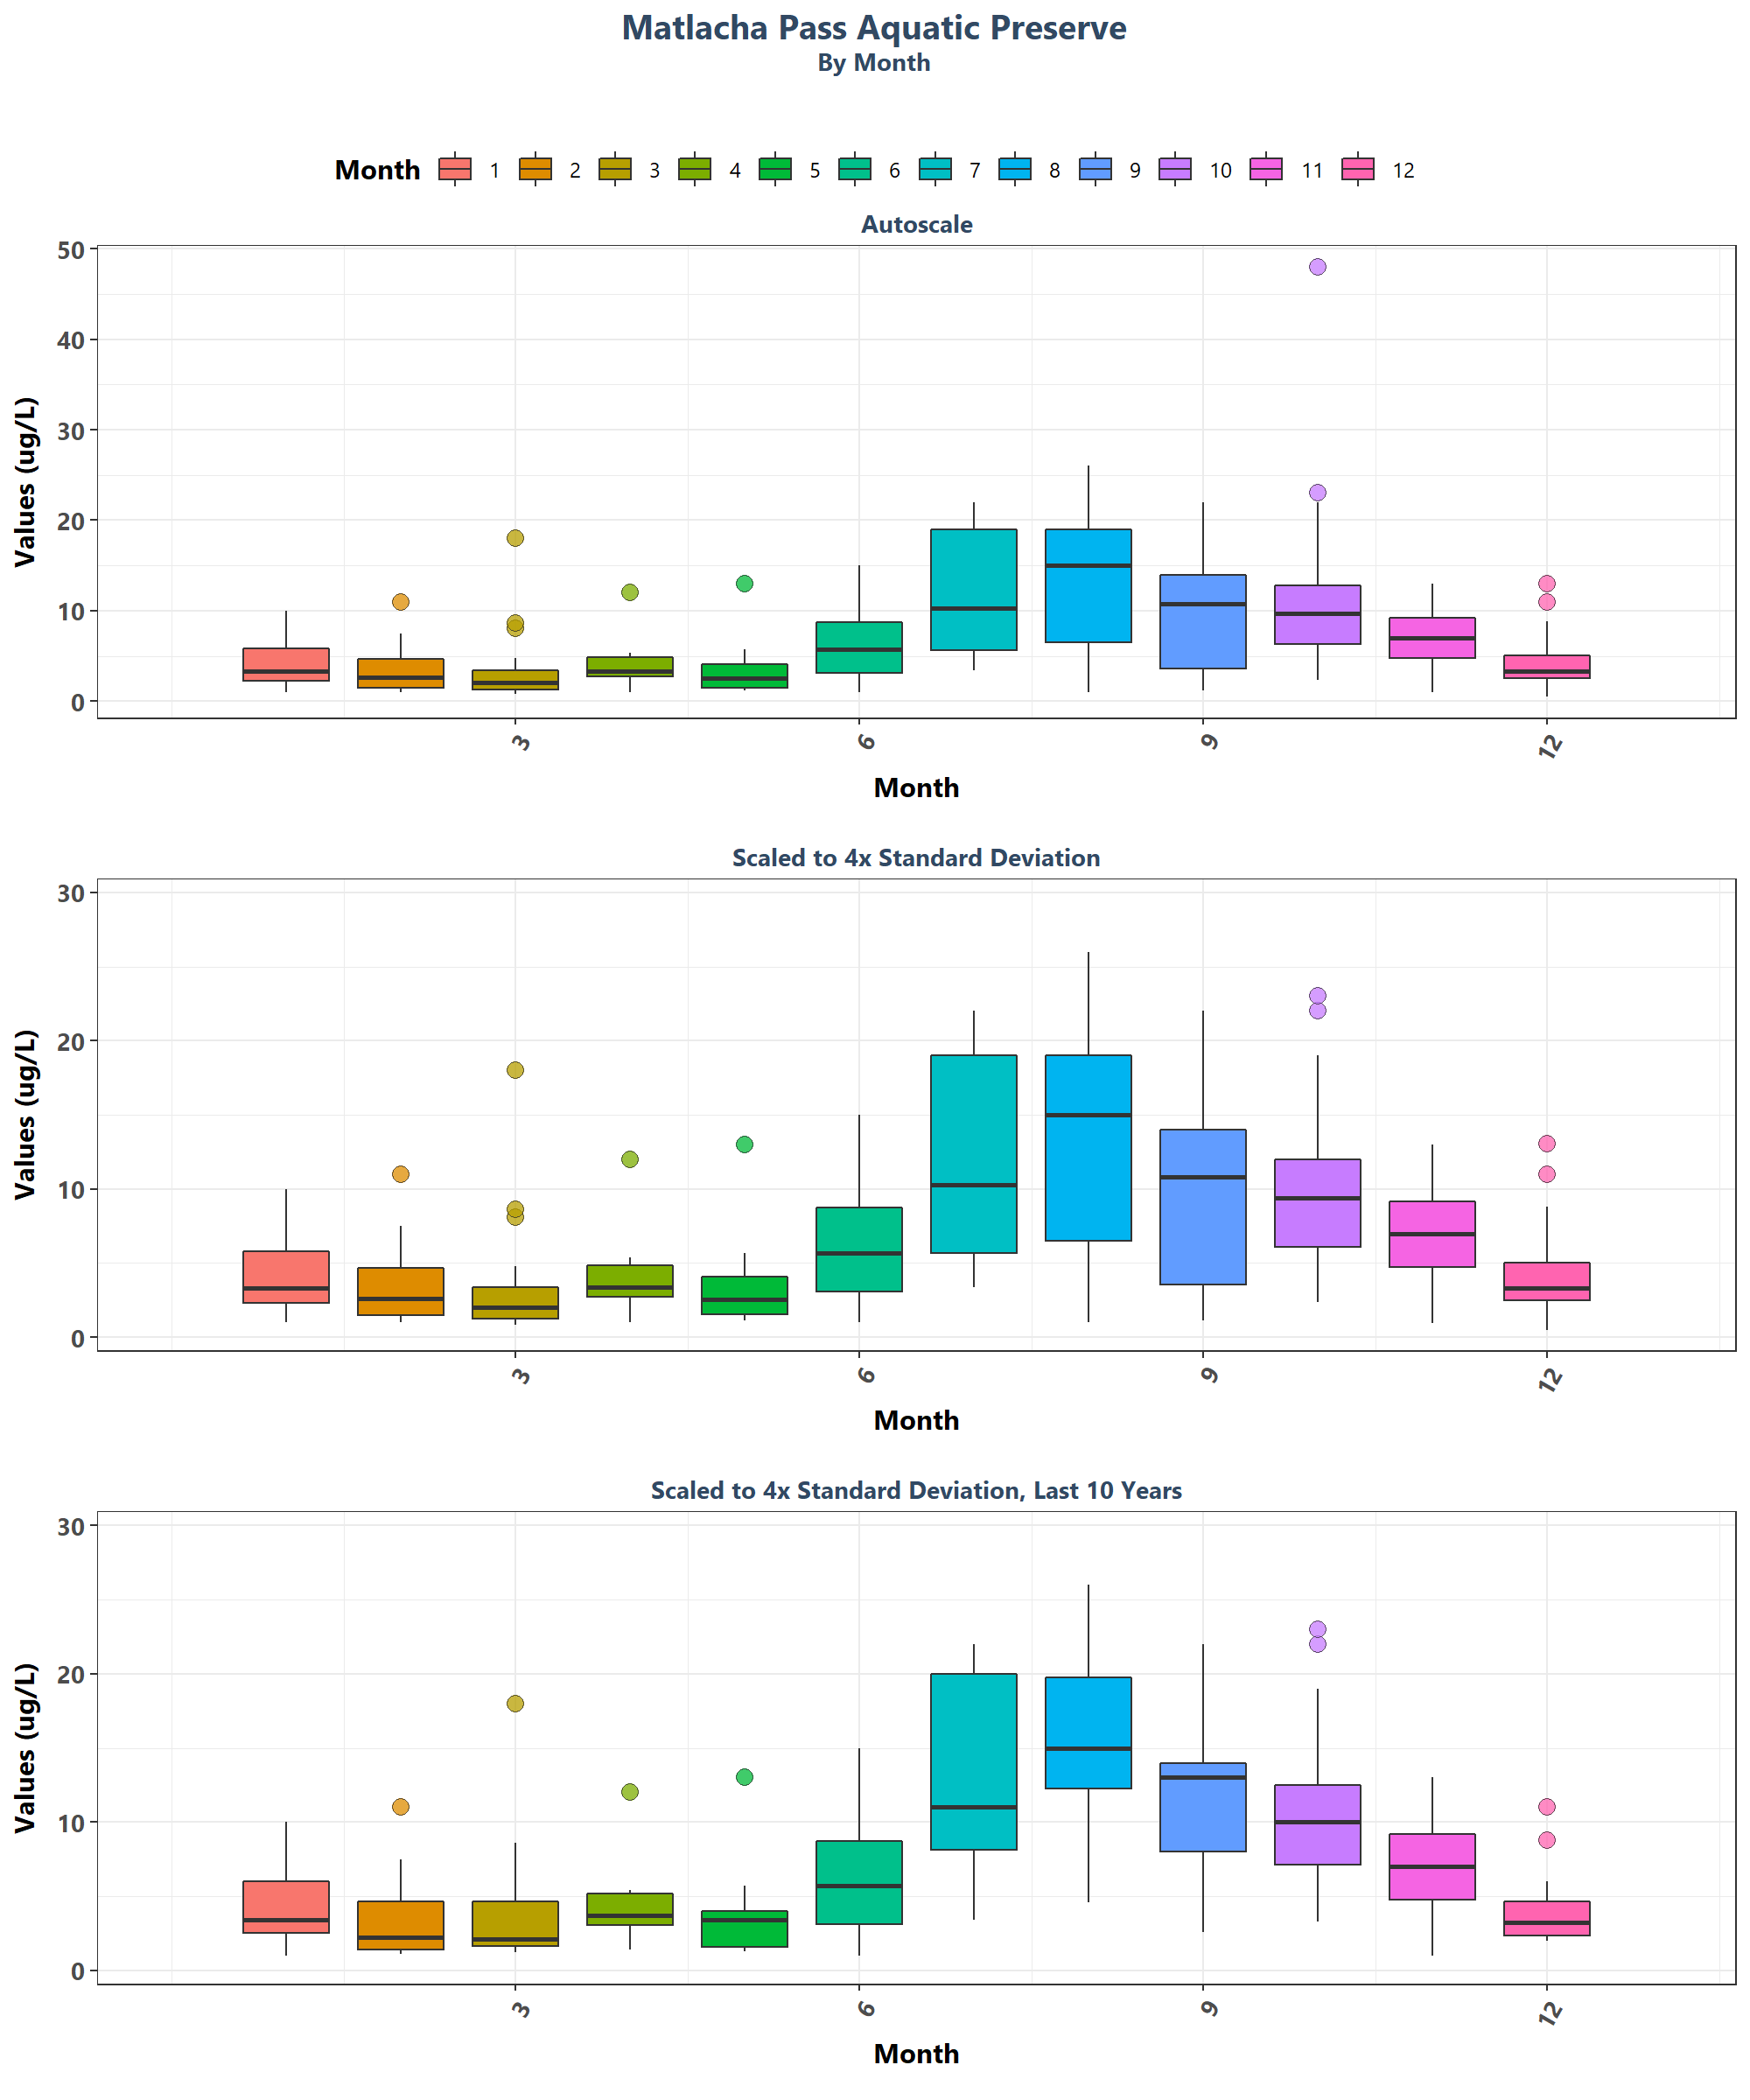 Matlacha Pass Aquatic Preserve
By Month
Month 1 2 3 4 5 6 7 8 9 10 11 12
Autoscale
Values (ug/L)
50
40
30
20
10
0
3 6 9 12
Month
Scaled to 4x Standard Deviation
Values (ug/L)
30
20
10
0
3 6 9 12
Month
Scaled to 4x Standard Deviation, Last 10 Years
Values (ug/L)
30
20
10
0
3 6 9 12
Month